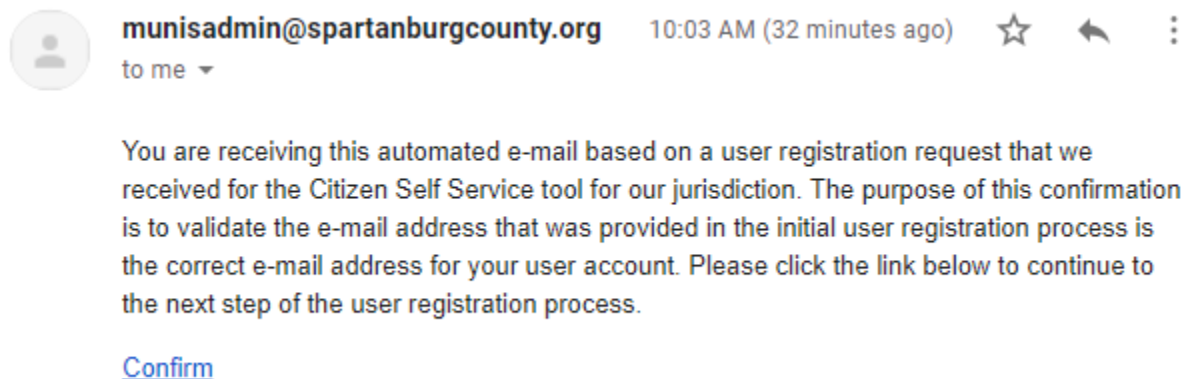 munisadmin@spartanburgcounty.org 10:03 AM (32 minutes ago)
to me
You are receiving this automated e-mail based on a user registration request that we
received for the Citizen Self Service tool for our jurisdiction. The purpose of this confirmation
is to validate the e-mail address that was provided in the initial user registration process is
the correct e-mail address for your user account. Please click the link below to continue to
the next step of the user registration process.
Confirm